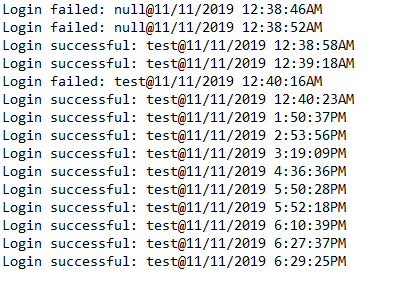 Login failed: null@11/11/2019 12:38:46AM
Login failed: null@11/11/2019 12:38:52AM
Login successful: test@11/11/2019 12:38:58AM
Login successful: test@11/11/2019 12:39:18AM
Login failed: test@11/11/2019 12:40:16AM
Login successful: test@11/11/2019 12:40:23AM
Login successful: test@11/11/2019 1:50:37PM
Login successful: test@11/11/2019 2:53:56PM
Login successful: test@11/11/2019 3:19:09PM
Login successful: test@11/11/2019 4:36:36PM
Login successful: test@11/11/2019 5:50:28PM
Login successful: test@11/11/2019 5:52:18PM
Login successful: test@11/11/2019 6:10:39PM
Login successful: test@11/11/2019 6:27:37PM
Login successful: test@11/11/2019 6:29:25PM